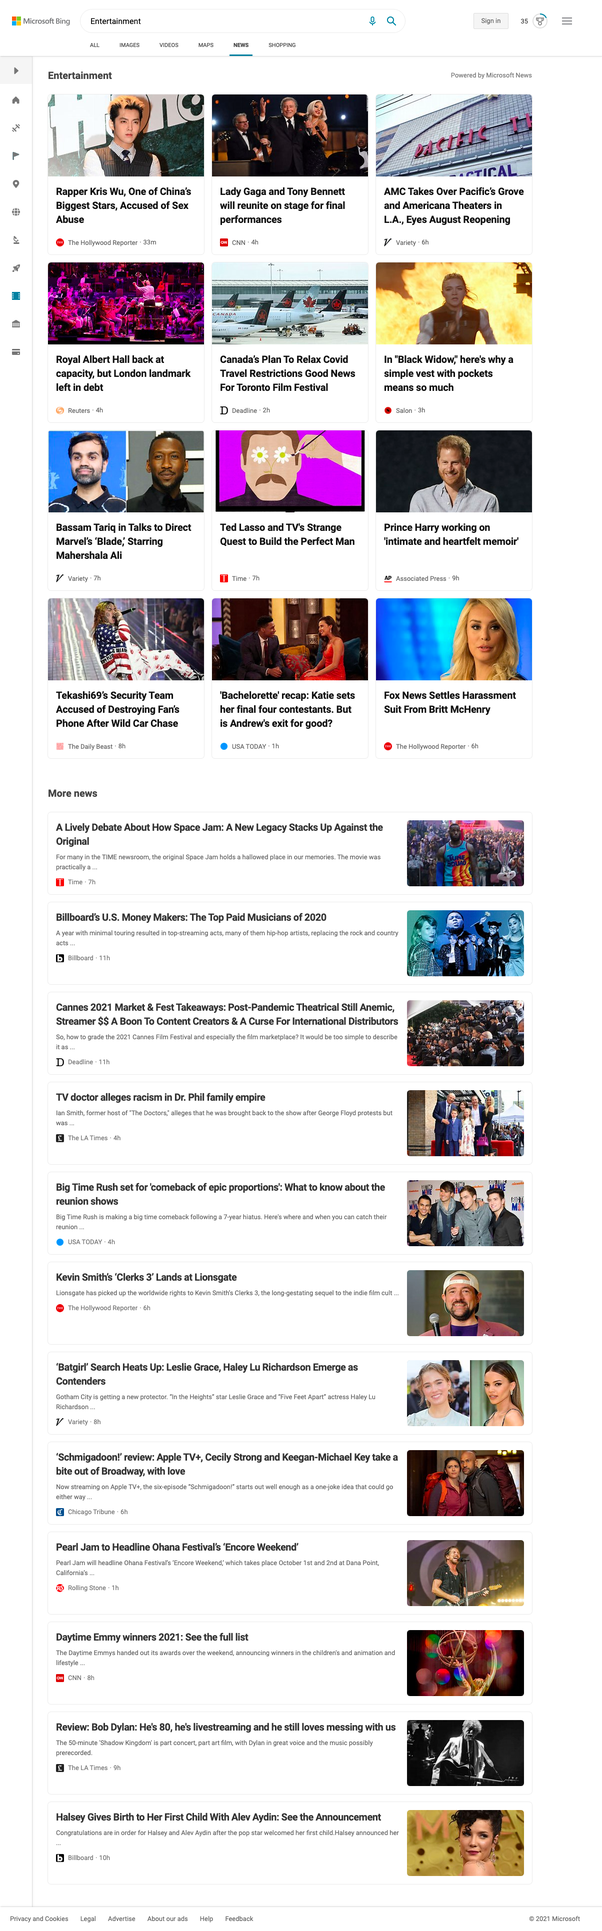 Microsoft Bing
Entertainment
Sign in
35
ALL IMAGES VIDEOS MAPS NEWS SHOPPING
Entertainment
Powered by Microsoft News
PACIFIC TH
ACTICAL
Rapper Kris Wu, One of China's
Biggest Stars, Accused of Sex
Abuse
The Hollywood Reporter · 33m
Lady Gaga and Tony Bennett
will reunite on stage for final
performances
CNN · 4h
AMC Takes Over Pacific's Grove
and Americana Theaters in
L.A., Eyes August Reopening
Variety · 6h
Royal Albert Hall back at
capacity, but London landmark
left in debt
Reuters · 4h
Canada's Plan To Relax Covid
Travel Restrictions Good News
For Toronto Film Festival
Deadline · 2h
In "Black Widow," here's why a
simple vest with pockets
means so much
Salon · 3h
Bassam Tariq in Talks to Direct
Marvel's 'Blade,' Starring
Mahershala Ali
Variety · 7h
Ted Lasso and TV's Strange
Quest to Build the Perfect Man
Time · 7h
Prince Harry working on
'intimate and heartfelt memoir'
Associated Press · 9h
Tekashi69's Security Team
Accused of Destroying Fan's
Phone After Wild Car Chase
The Daily Beast · 8h
'Bachelorette' recap: Katie sets
her final four contestants. But
is Andrew's exit for good?
USA TODAY · 1h
Fox News Settles Harassment
Suit From Britt McHenry
The Hollywood Reporter · 6h
More news
A Lively Debate About How Space Jam: A New Legacy Stacks Up Against the
Original
For many in the TIME newsroom, the original Space Jam holds a hallowed place in our memories. The movie was
practically a ...
Time · 7h
Billboard's U.S. Money Makers: The Top Paid Musicians of 2020
A year with minimal touring resulted in top-streaming acts, many of them hip-hop artists, replacing the rock and country
acts ...
Billboard · 11h
Cannes 2021 Market & Fest Takeaways: Post-Pandemic Theatrical Still Anemic,
Streamer $$ A Boon To Content Creators & A Curse For International Distributors
So, how to grade the 2021 Cannes Film Festival and especially the film marketplace? It would be too simple to describe
it as ...
Deadline · 11h
TV doctor alleges racism in Dr. Phil family empire
Ian Smith, former host of "The Doctors," alleges that he was brought back to the show after George Floyd protests but
was ...
The LA Times · 4h
Big Time Rush set for 'comeback of epic proportions': What to know about the
reunion shows
Big Time Rush is making a big time comeback following a 7-year hiatus. Here's where and when you can catch their
reunion ...
USA TODAY · 4h
Kevin Smith's 'Clerks 3' Lands at Lionsgate
Lionsgate has picked up the worldwide rights to Kevin Smith's Clerks 3, the long-gestating sequel to the indie film cult ...
The Hollywood Reporter · 6h
'Batgirl' Search Heats Up: Leslie Grace, Haley Lu Richardson Emerge as
Contenders
Gotham City is getting a new protector. "In the Heights" star Leslie Grace and "Five Feet Apart" actress Haley Lu
Richardson ...
Variety · 8h
'Schmigadoon!' review: Apple TV+, Cecily Strong and Keegan-Michael Key take a
bite out of Broadway, with love
Now streaming on Apple TV+, the six-episode "Schmigadoon!" starts out well enough as a one-joke idea that could go
either way ...
Chicago Tribune · 6h
Pearl Jam to Headline Ohana Festival's 'Encore Weekend'
Pearl Jam will headline Ohana Festival's 'Encore Weekend,' which takes place October 1st and 2nd at Dana Point,
California's ...
Rolling Stone · 1h
Daytime Emmy winners 2021: See the full list
The Daytime Emmys handed out its awards over the weekend, announcing winners in the children's and animation and
lifestyle ...
CNN · 8h
Review: Bob Dylan: He's 80, he's livestreaming and he still loves messing with us
The 50-minute 'Shadow Kingdom' is part concert, part art film, with Dylan in great voice and the music possibly
prerecorded.
The LA Times · 9h
Halsey Gives Birth to Her First Child With Alev Aydin: See the Announcement
Congratulations are in order for Halsey and Alev Aydin after the pop star welcomed her first child.Halsey announced her
...
Billboard · 10h
Privacy and Cookies Legal Advertise About our ads Help Feedback
© 2021 Microsoft